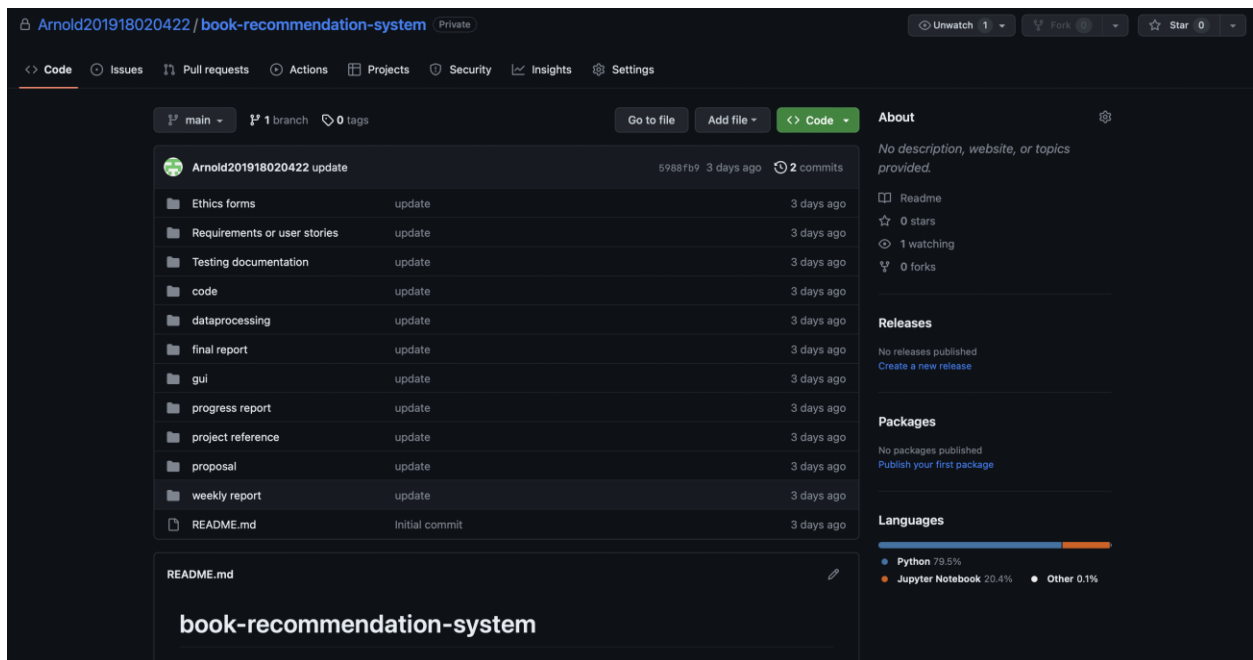 Arnold201918020422 / book-recommendation-system Private
Unwatch 1 Fork 0 Star 0
Code Issues Pull requests Actions Projects Security Insights Settings
main 1 branch 0 tags Go to file Add file Code
Arnold201918020422 update 5988fb9 3 days ago 2 commits
Ethics forms update 3 days ago
Requirements or user stories update 3 days ago
Testing documentation update 3 days ago
code update 3 days ago
dataprocessing update 3 days ago
final report update 3 days ago
gui update 3 days ago
progress report update 3 days ago
project reference update 3 days ago
proposal update 3 days ago
weekly report update 3 days ago
README.md Initial commit 3 days ago
README.md
book-recommendation-system
About
No description, website, or topics
provided.
Readme
0 stars
1 watching
0 forks
Releases
No releases published
Create a new release
Packages
No packages published
Publish your first package
Languages
Python 79.5%
Jupyter Notebook 20.4% Other 0.1%